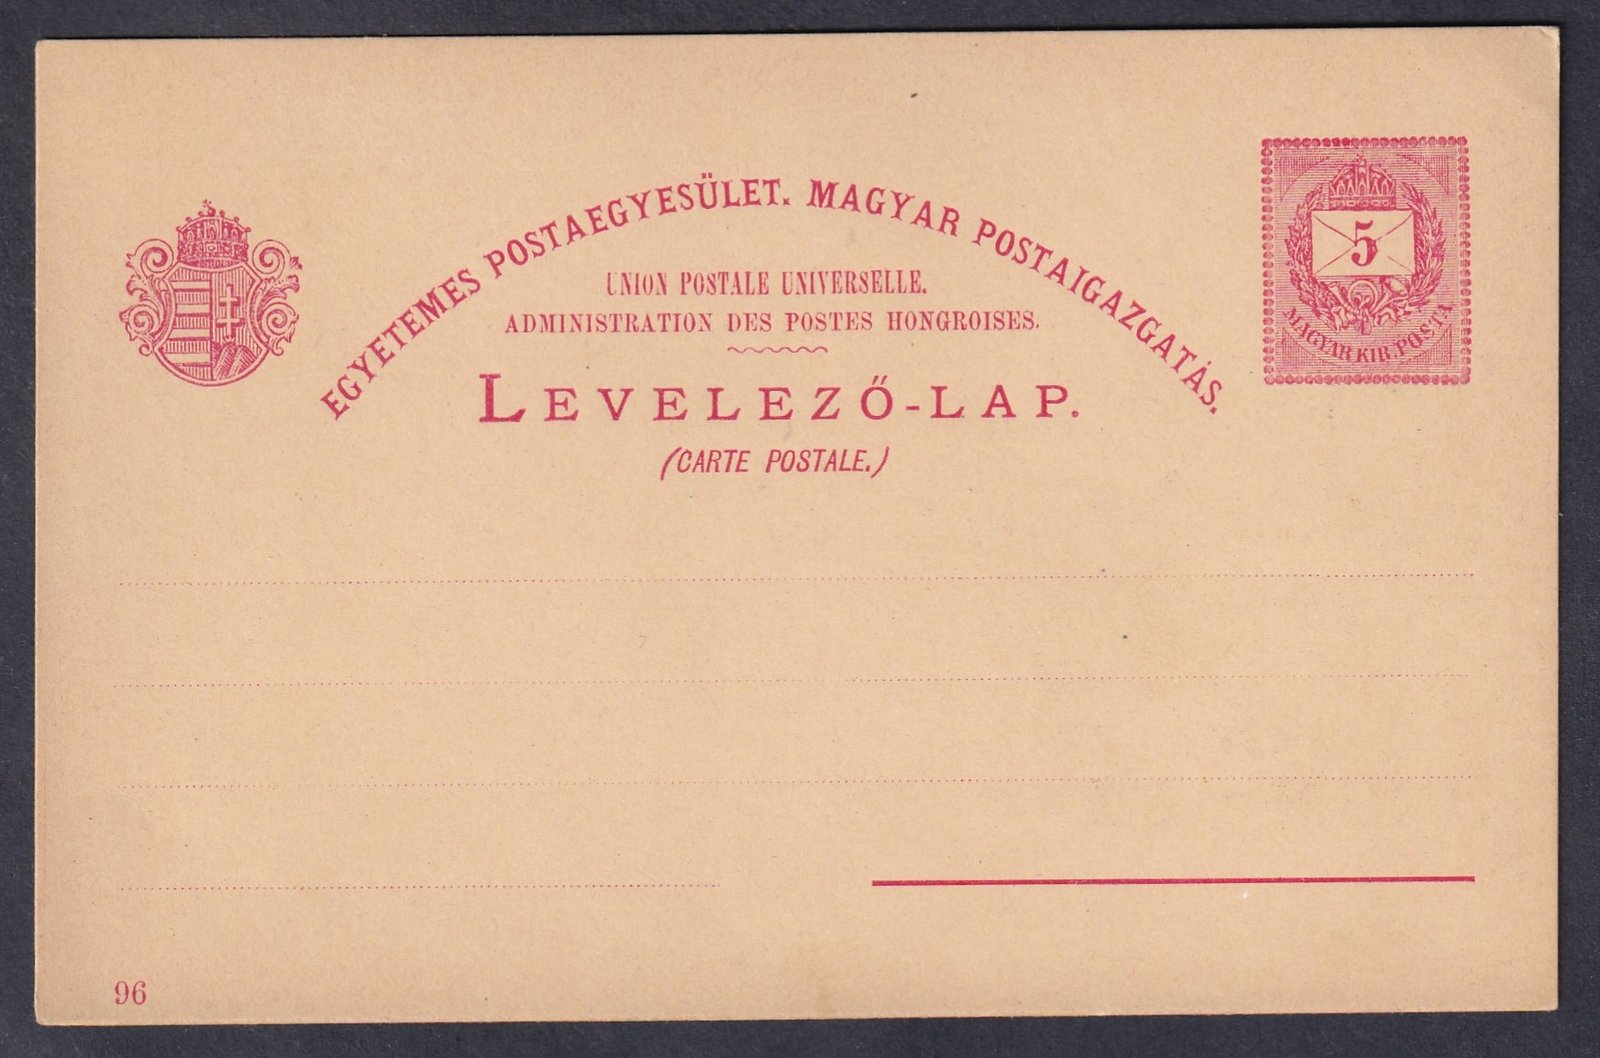 EGYETEMES POSTAEGYESÜLET. MAGYAR POSTAIGAZGATÁS.
UNION POSTALE UNIVERSELLE.
ADMINISTRATION DES POSTES HONGROISES.
LEVELEZŐ-LAP.
(CARTE POSTALE.)
5
MAGYAR KIR. POSTA
96